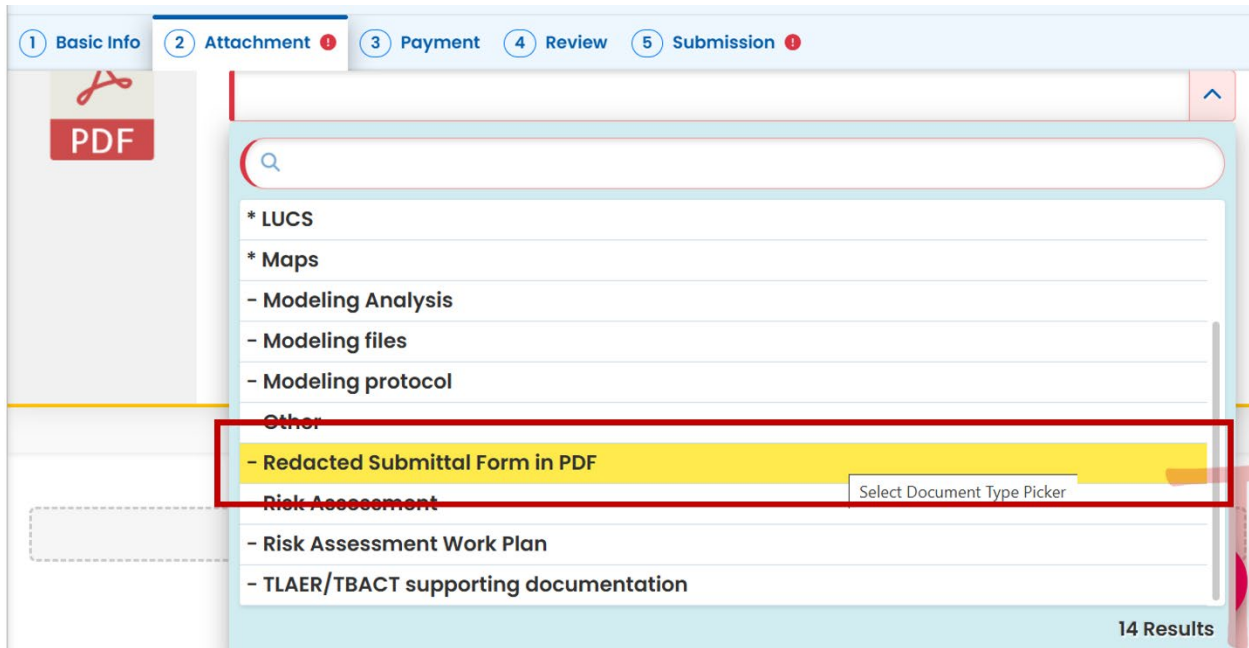 1 Basic Info 2 Attachment ! 3 Payment 4 Review 5 Submission !
PDF
* LUCS
* Maps
- Modeling Analysis
- Modeling files
- Modeling protocol
- Other
- Redacted Submittal Form in PDF
Select Document Type Picker
- Risk Assessment
- Risk Assessment Work Plan
- TLAER/TBACT supporting documentation
14 Results